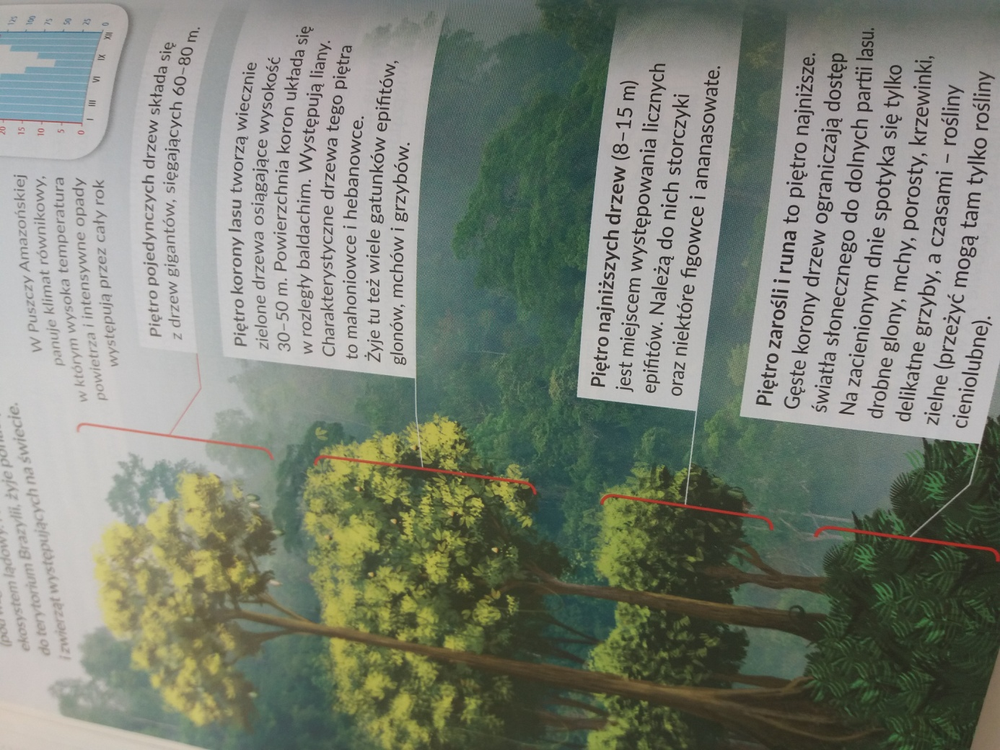 ekosystem lądowy.
do terytorium Brazylii, żyje
i zwierząt występujących na świecie.
W Puszczy Amazońskiej
panuje klimat równikowy,
w którym wysoka temperatura
powietrza i intensywne opady
występują przez cały rok
20
15
10
5
0
125
100
75
50
25
0
I III VI IX XII
Piętro pojedynczych drzew składa się
z drzew gigantów, sięgających 60–80 m.
Piętro korony lasu tworzą wiecznie
zielone drzewa osiągające wysokość
30–50 m. Powierzchnia koron układa się
w rozległy baldachim. Występują liany.
Charakterystyczne drzewa tego piętra
to mahoniowce i hebanowce.
Żyje tu też wiele gatunków epifitów,
glonów, mchów i grzybów.
Piętro najniższych drzew (8–15 m)
jest miejscem występowania licznych
epifitów. Należą do nich storczyki
oraz niektóre figowce i ananasowate.
Piętro zarośli i runa to piętro najniższe.
Gęste korony drzew ograniczają dostęp
światła słonecznego do dolnych partii lasu.
Na zacienionym dnie spotyka się tylko
drobne glony, mchy, porosty, krzewinki,
delikatne grzyby, a czasami – rośliny
zielne (przeżyć mogą tam tylko rośliny
cieniolubne).